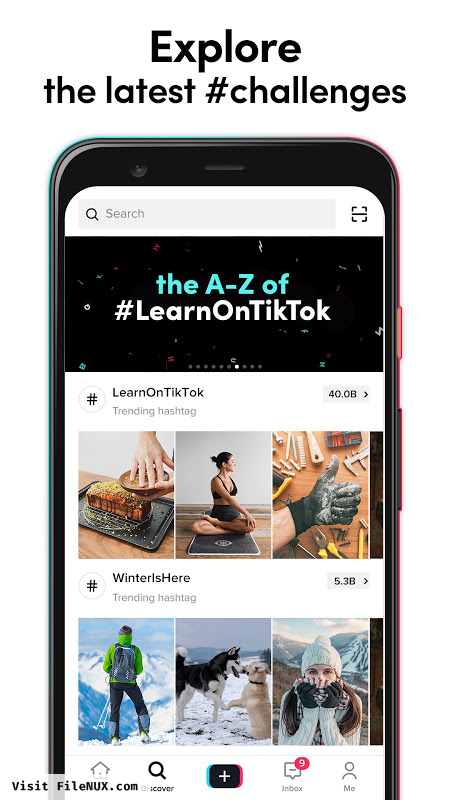 Explore
the latest #challenges
Search
the A-Z of
#LearnOnTikTok
# LearnOnTikTok 40.0B >
Trending hashtag
# WinterIsHere 5.3B >
Trending hashtag
9
Discover Inbox Me
Visit FileNUX.com